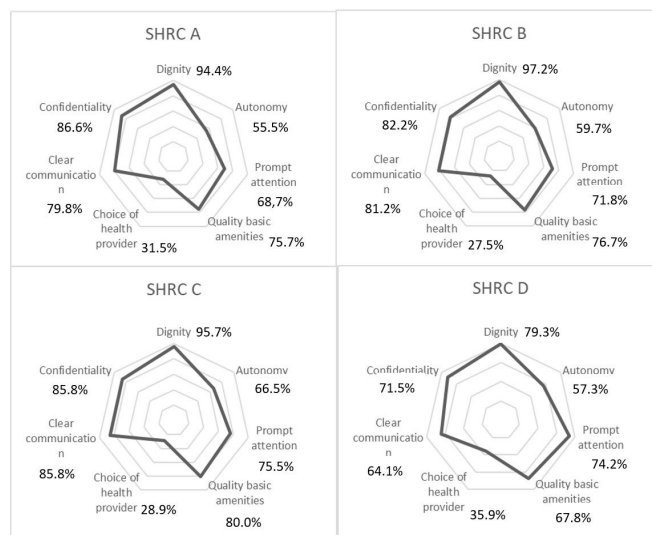 SHRC A
Dignity 94.4%
Confidentiality
86.6%
Autonomy
55.5%
Clear
communicatio
n
79.8%
Prompt
attention
68,7%
Choice of
health
provider 31.5%
Quality basic
amenities 75.7%
SHRC B
Dignity 97.2%
Confidentiality
82.2%
Autonomy
59.7%
Clear
communicatio
n
81.2%
Prompt
attention
71.8%
Choice of
health
provider 27.5%
Quality basic
amenities 76.7%
SHRC C
Dignity 95.7%
Confidentiality
85.8%
Autonomy
66.5%
Clear
communicatio
n
85.8%
Prompt
attention
75.5%
Choice of
health
provider
28.9%
Quality basic
amenities
80.0%
SHRC D
Dignity 79.3%
Confidentiality
71.5%
Autonomy
57.3%
Clear
communicatio
n
64.1%
Prompt
attention
74.2%
Choice of
health
provider
35.9%
Quality basic
amenities
67.8%